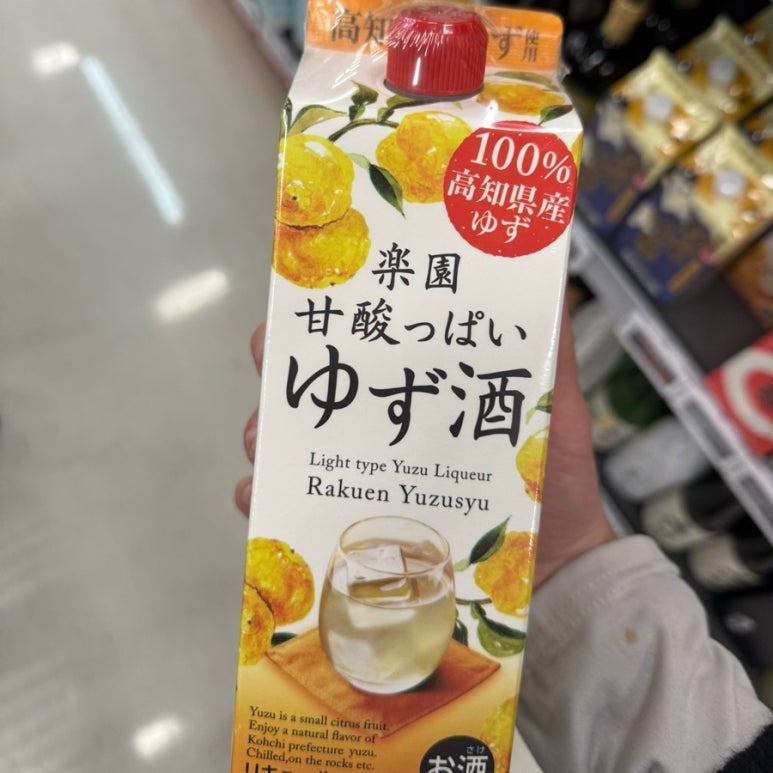 高知 ず使用
100%
高知県産
ゆず
楽園
甘酸っぱい
ゆず酒
Light type Yuzu Liqueur
Rakuen Yuzusyu
Yuzu is a small citrus fruit.
Enjoy a natural flavor of
Kohchi prefecture yuzu.
Chilled,on the rocks etc.
さけ
お酒